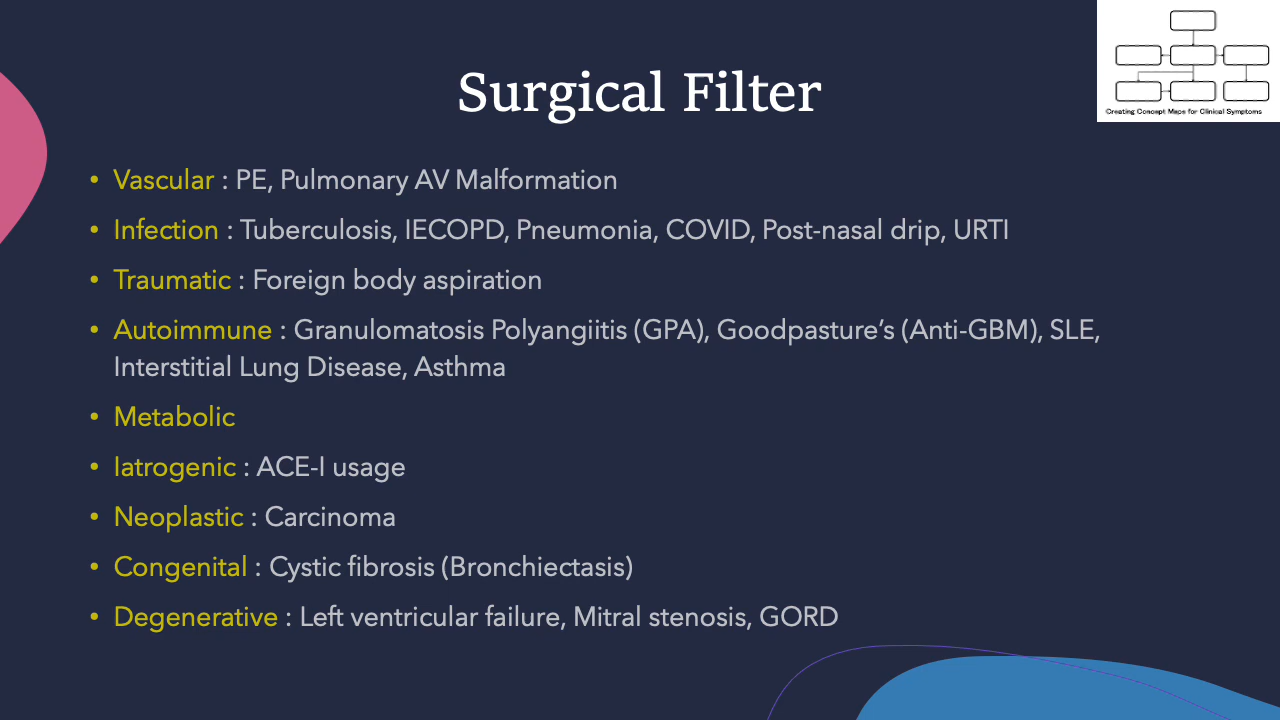 Creating Concept Maps for Clinical Symptoms
Surgical Filter
• Vascular : PE, Pulmonary AV Malformation
• Infection : Tuberculosis, IECOPD, Pneumonia, COVID, Post-nasal drip, URTI
• Traumatic : Foreign body aspiration
• Autoimmune : Granulomatosis Polyangiitis (GPA), Goodpasture’s (Anti-GBM), SLE,
Interstitial Lung Disease, Asthma
• Metabolic
• Iatrogenic : ACE-I usage
• Neoplastic : Carcinoma
• Congenital : Cystic fibrosis (Bronchiectasis)
• Degenerative : Left ventricular failure, Mitral stenosis, GORD